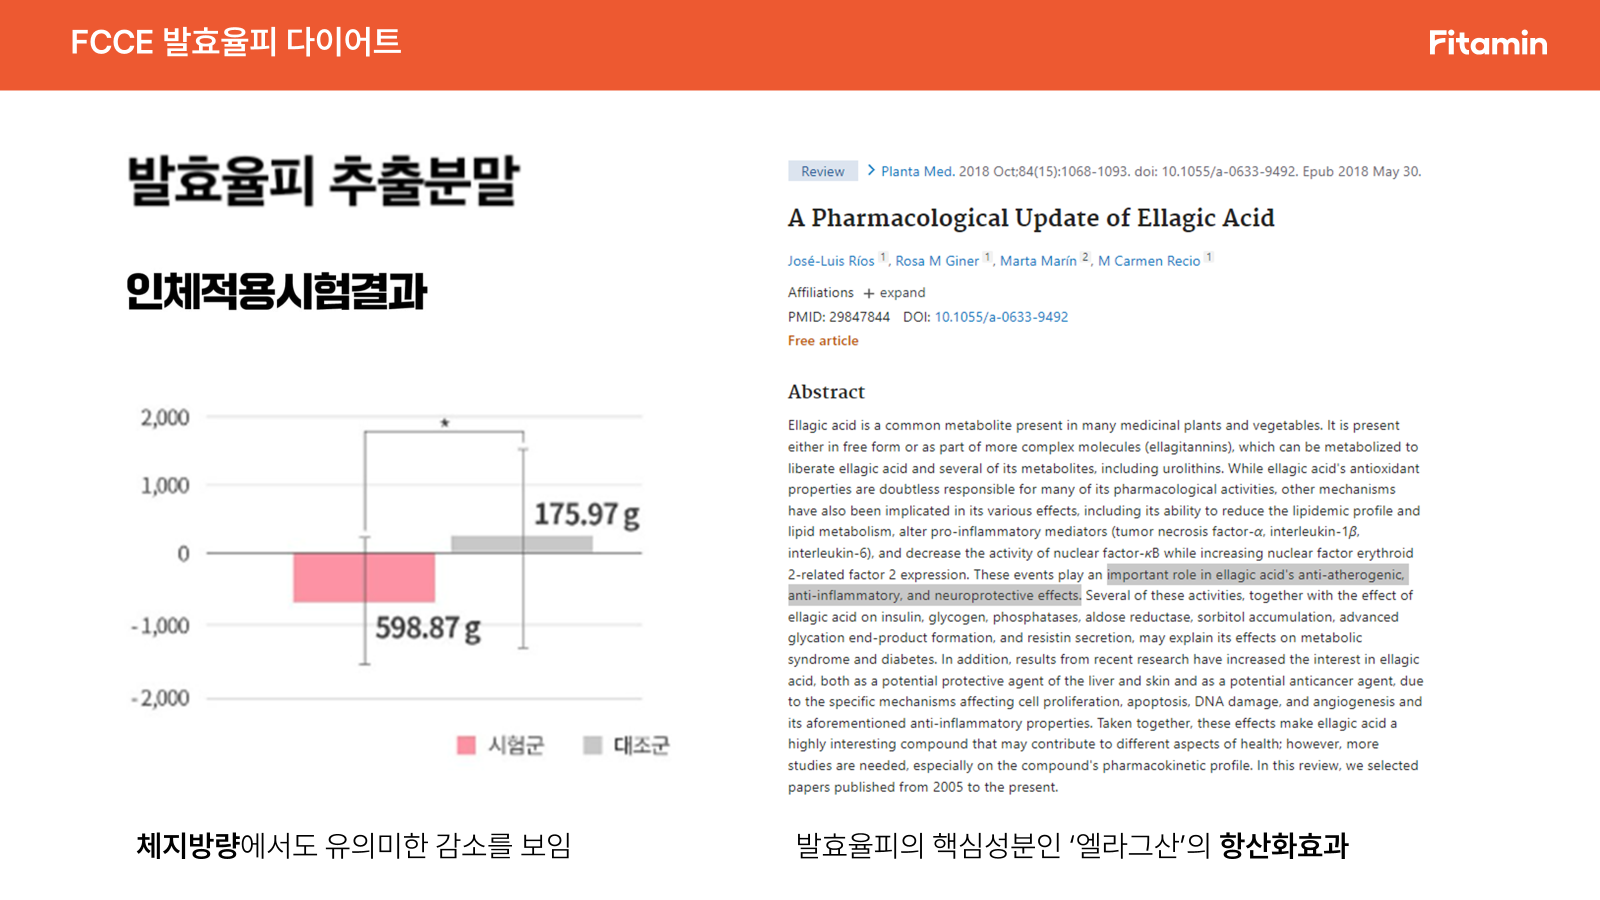 FCCE 발효율피 다이어트
Fitamin
발효율피 추출분말
인체적용시험결과
2,000
*
1,000
175.97 g
0
-1,000
598.87 g
-2,000
시험군
대조군
체지방량에서도 유의미한 감소를 보임
Review
> Planta Med. 2018 Oct;84(15):1068-1093. doi: 10.1055/a-0633-9492. Epub 2018 May 30.
A Pharmacological Update of Ellagic Acid
José-Luis Ríos 1, Rosa M Giner 1, Marta Marín 2, M Carmen Recio 1
Affiliations + expand
PMID: 29847844 DOI: 10.1055/a-0633-9492
Free article
Abstract
Ellagic acid is a common metabolite present in many medicinal plants and vegetables. It is present
either in free form or as part of more complex molecules (ellagitannins), which can be metabolized to
liberate ellagic acid and several of its metabolites, including urolithins. While ellagic acid's antioxidant
properties are doubtless responsible for many of its pharmacological activities, other mechanisms
have also been implicated in its various effects, including its ability to reduce the lipidemic profile and
lipid metabolism, alter pro-inflammatory mediators (tumor necrosis factor-α, interleukin-1β,
interleukin-6), and decrease the activity of nuclear factor-κB while increasing nuclear factor erythroid
2-related factor 2 expression. These events play an important role in ellagic acid's anti-atherogenic,
anti-inflammatory, and neuroprotective effects. Several of these activities, together with the effect of
ellagic acid on insulin, glycogen, phosphatases, aldose reductase, sorbitol accumulation, advanced
glycation end-product formation, and resistin secretion, may explain its effects on metabolic
syndrome and diabetes. In addition, results from recent research have increased the interest in ellagic
acid, both as a potential protective agent of the liver and skin and as a potential anticancer agent, due
to the specific mechanisms affecting cell proliferation, apoptosis, DNA damage, and angiogenesis and
its aforementioned anti-inflammatory properties. Taken together, these effects make ellagic acid a
highly interesting compound that may contribute to different aspects of health; however, more
studies are needed, especially on the compound's pharmacokinetic profile. In this review, we selected
papers published from 2005 to the present.
발효율피의 핵심성분인 ‘엘라그산’의 항산화효과